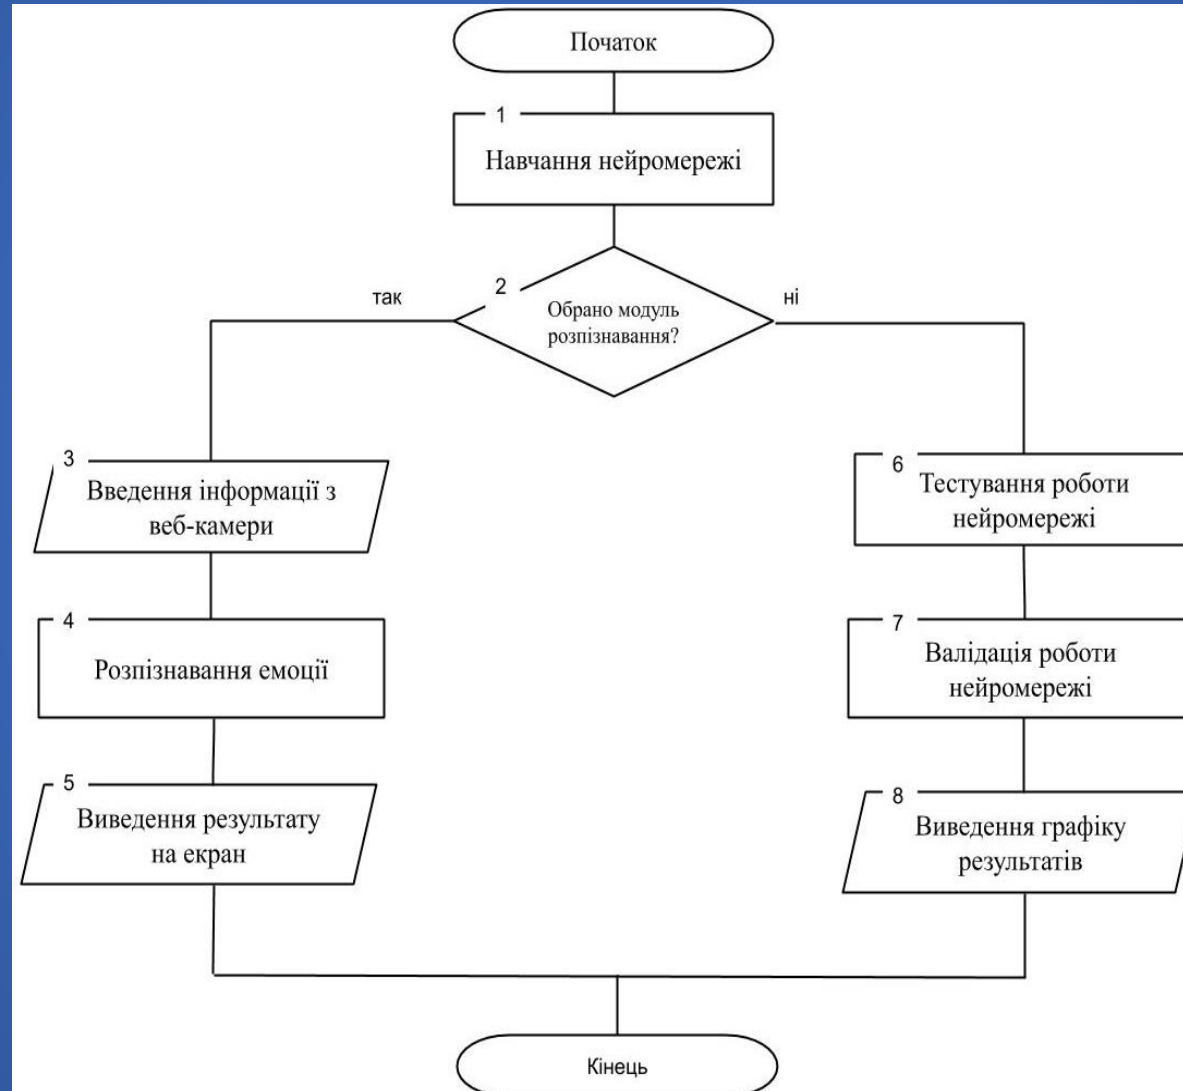 Початок
1
Навчання нейромережі
2
Обрано модуль
розпізнавання?
так
ні
3
Введення інформації з
веб-камери
4
Розпізнавання емоції
5
Виведення результату
на екран
6
Тестування роботи
нейромережі
7
Валідація роботи
нейромережі
8
Виведення графіку
результатів
Кінець